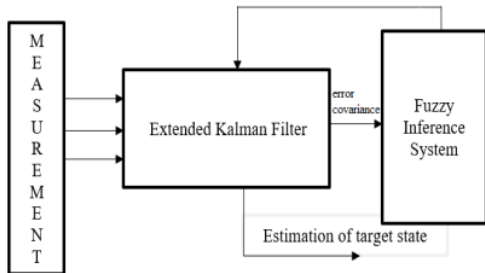 M
E
A
S
U
R
E
M
E
N
T
Extended Kalman Filter
error
covariance
Fuzzy
Inference
System
Estimation of target state